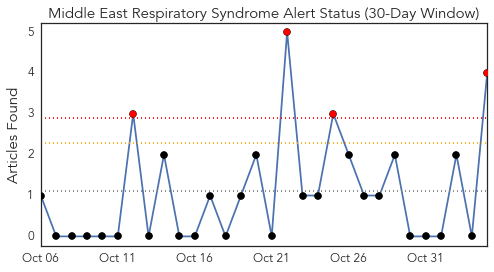 Middle East Respiratory Syndrome Alert Status (30-Day Window)
Articles Found
5
4
3
2
1
0
Oct 06 Oct 11 Oct 16 Oct 21 Oct 26 Oct 31